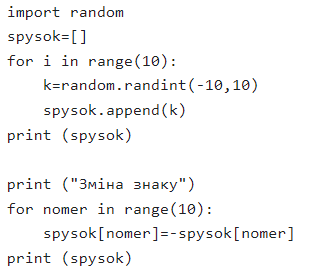 import random
spysok=[]
for i in range(10):
    k=random.randint(-10,10)
    spysok.append(k)
print (spysok)

print ("Зміна знаку")
for nomer in range(10):
    spysok[nomer]=-spysok[nomer]
print (spysok)